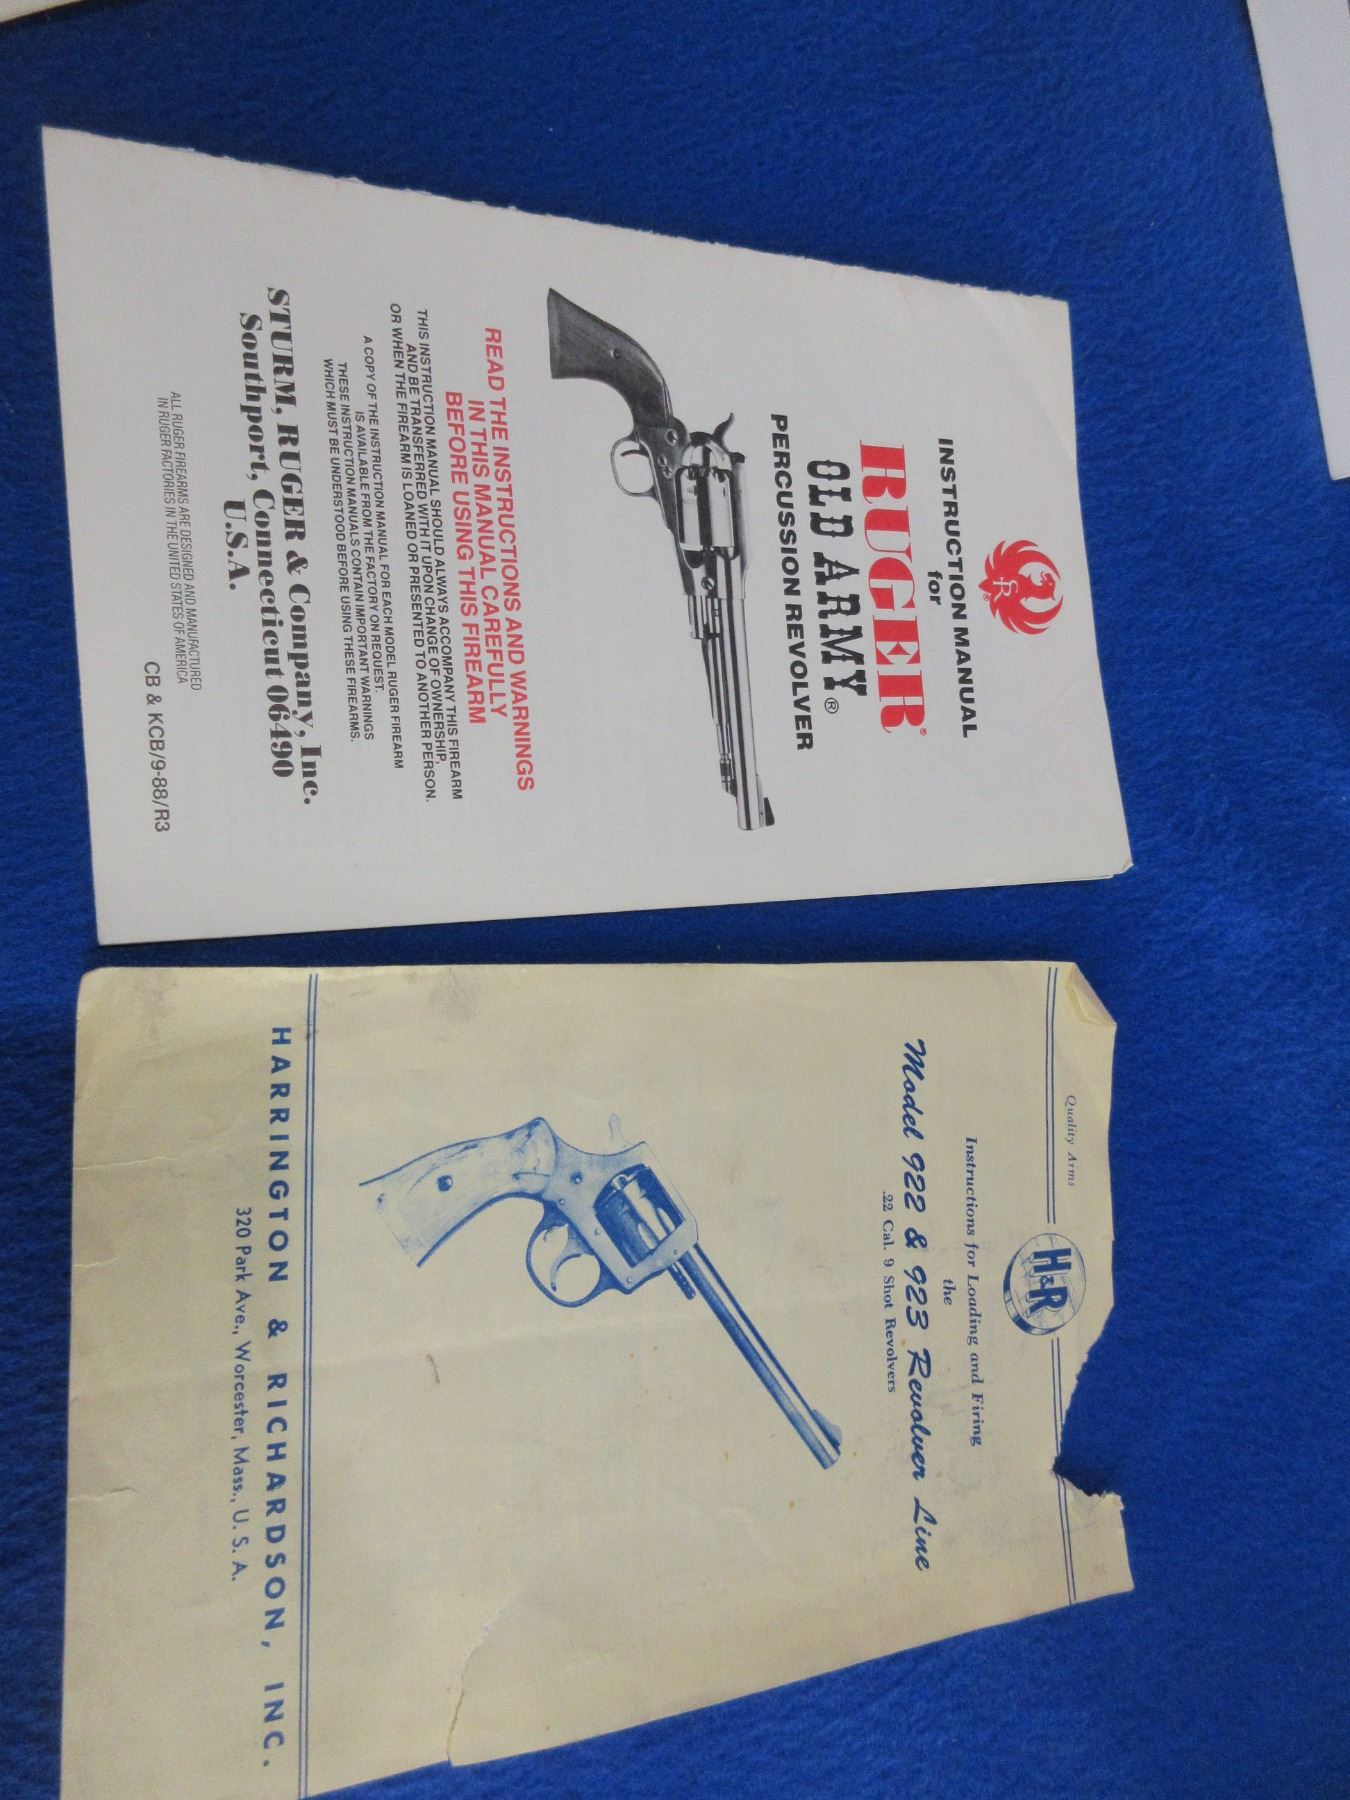 INSTRUCTION MANUAL
for
RUGER®
OLD ARMY®
PERCUSSION REVOLVER
READ THE INSTRUCTIONS AND WARNINGS
IN THIS MANUAL CAREFULLY
BEFORE USING THIS FIREARM
THIS INSTRUCTION MANUAL SHOULD ALWAYS ACCOMPANY THIS FIREARM
AND BE TRANSFERRED WITH IT UPON CHANGE OF OWNERSHIP,
OR WHEN THE FIREARM IS LOANED OR PRESENTED TO ANOTHER PERSON.
A COPY OF THE INSTRUCTION MANUAL FOR EACH MODEL RUGER FIREARM
IS AVAILABLE FROM THE FACTORY ON REQUEST.
THESE INSTRUCTION MANUALS CONTAIN IMPORTANT WARNINGS
WHICH MUST BE UNDERSTOOD BEFORE USING THESE FIREARMS.
STURM, RUGER & Company, Inc.
Southport, Connecticut 06490
U.S.A.
ALL RUGER FIREARMS ARE DESIGNED AND MANUFACTURED
IN RUGER FACTORIES IN THE UNITED STATES OF AMERICA
CB & KCB/9-88/R3
Quality Arms
H&R
Instructions for Loading and Firing
the
Model 922 & 923 Revolver Line
.22 Cal. 9 Shot Revolvers
HARRINGTON & RICHARDSON, INC.
320 Park Ave., Worcester, Mass., U. S. A.